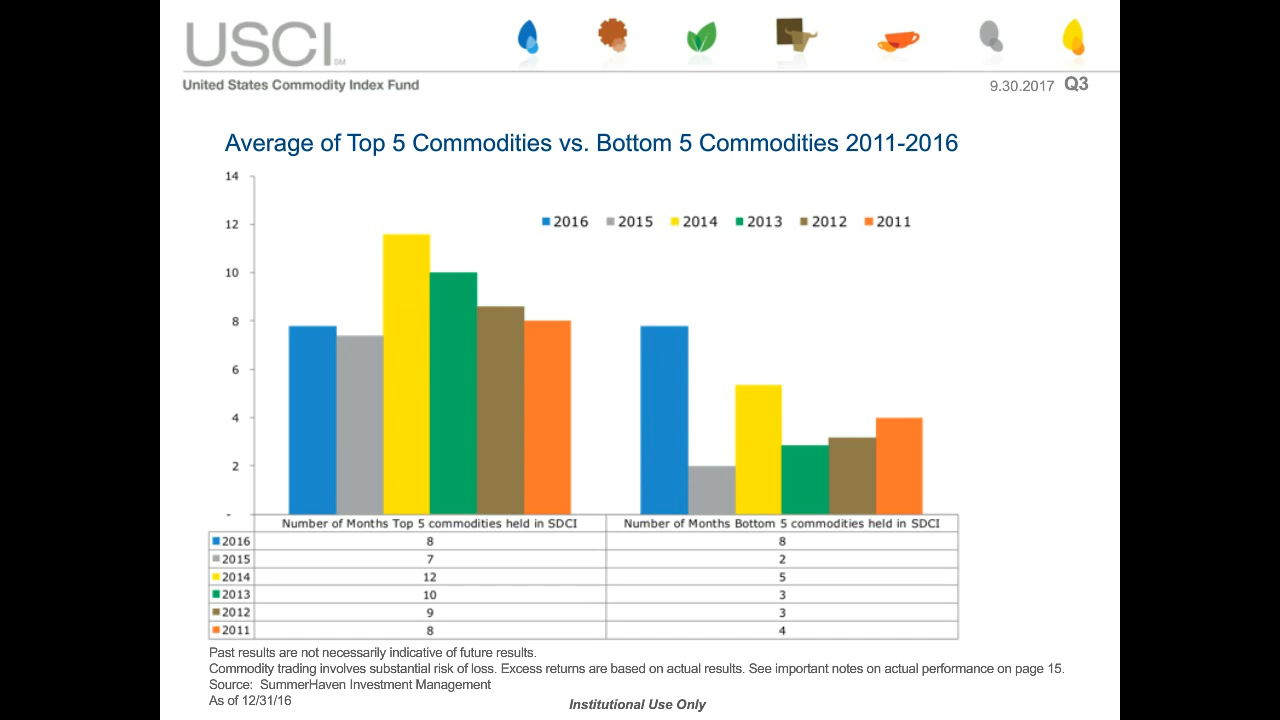 USCI SM
United States Commodity Index Fund
9.30.2017 Q3
Average of Top 5 Commodities vs. Bottom 5 Commodities 2011-2016
14
12
10
8
6
4
2
-
2016 2015 2014 2013 2012 2011
Number of Months Top 5 commodities held in SDCI Number of Months Bottom 5 commodities held in SDCI
2016 8 8
2015 7 2
2014 12 5
2013 10 3
2012 9 3
2011 8 4
Past results are not necessarily indicative of future results.
Commodity trading involves substantial risk of loss. Excess returns are based on actual results. See important notes on actual performance on page 15.
Source: SummerHaven Investment Management
As of 12/31/16
Institutional Use Only